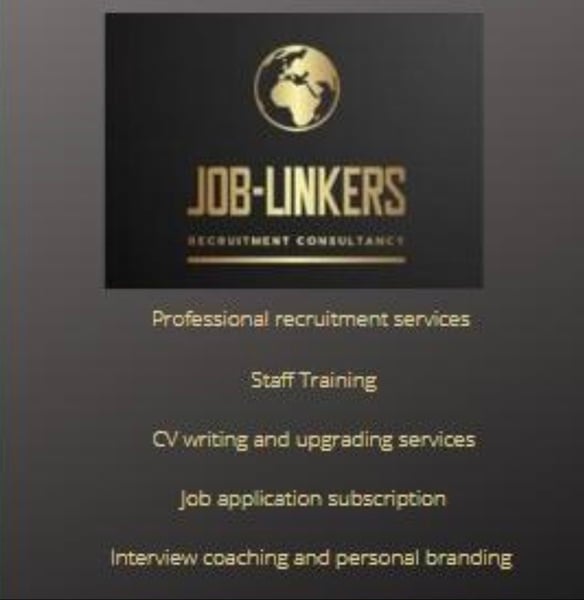 JOB-LINKERS
RECRUITMENT CONSULTANCY
Professional recruitment services
Staff Training
CV writing and upgrading services
Job application subscription
Interview coaching and personal branding